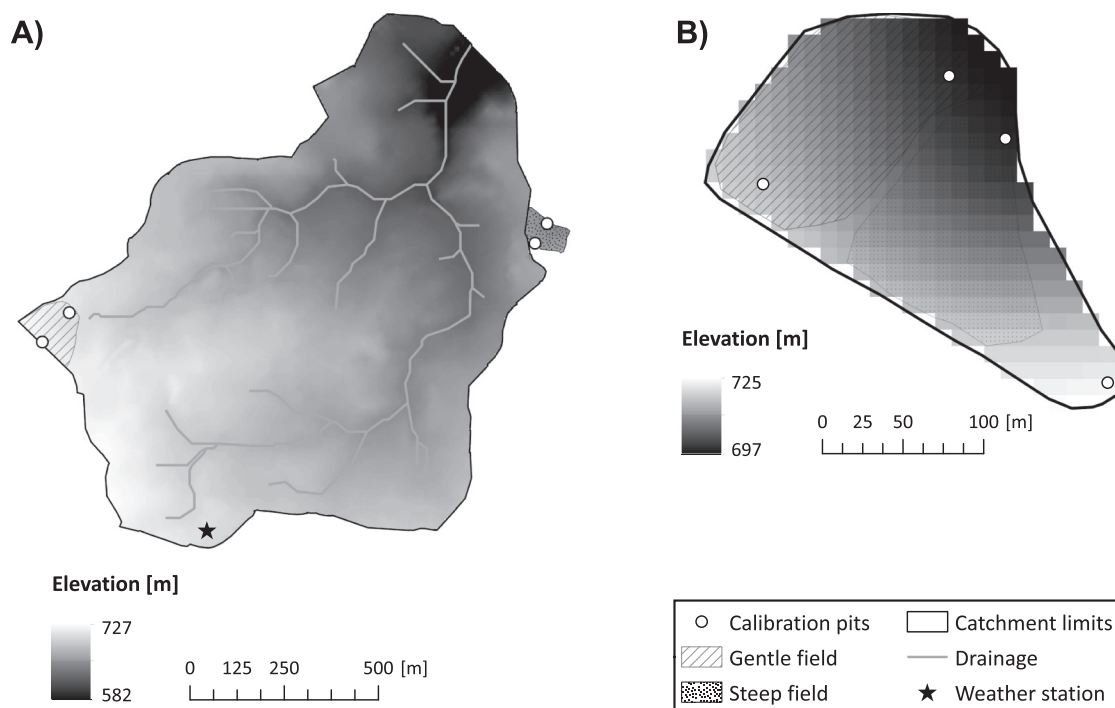 A)
B)
Elevation [m]
725
697
0 25 50 100 [m]
Elevation [m]
727
582
0 125 250 500 [m]
Calibration pits
Catchment limits
Gentle field
Drainage
Steep field
Weather station